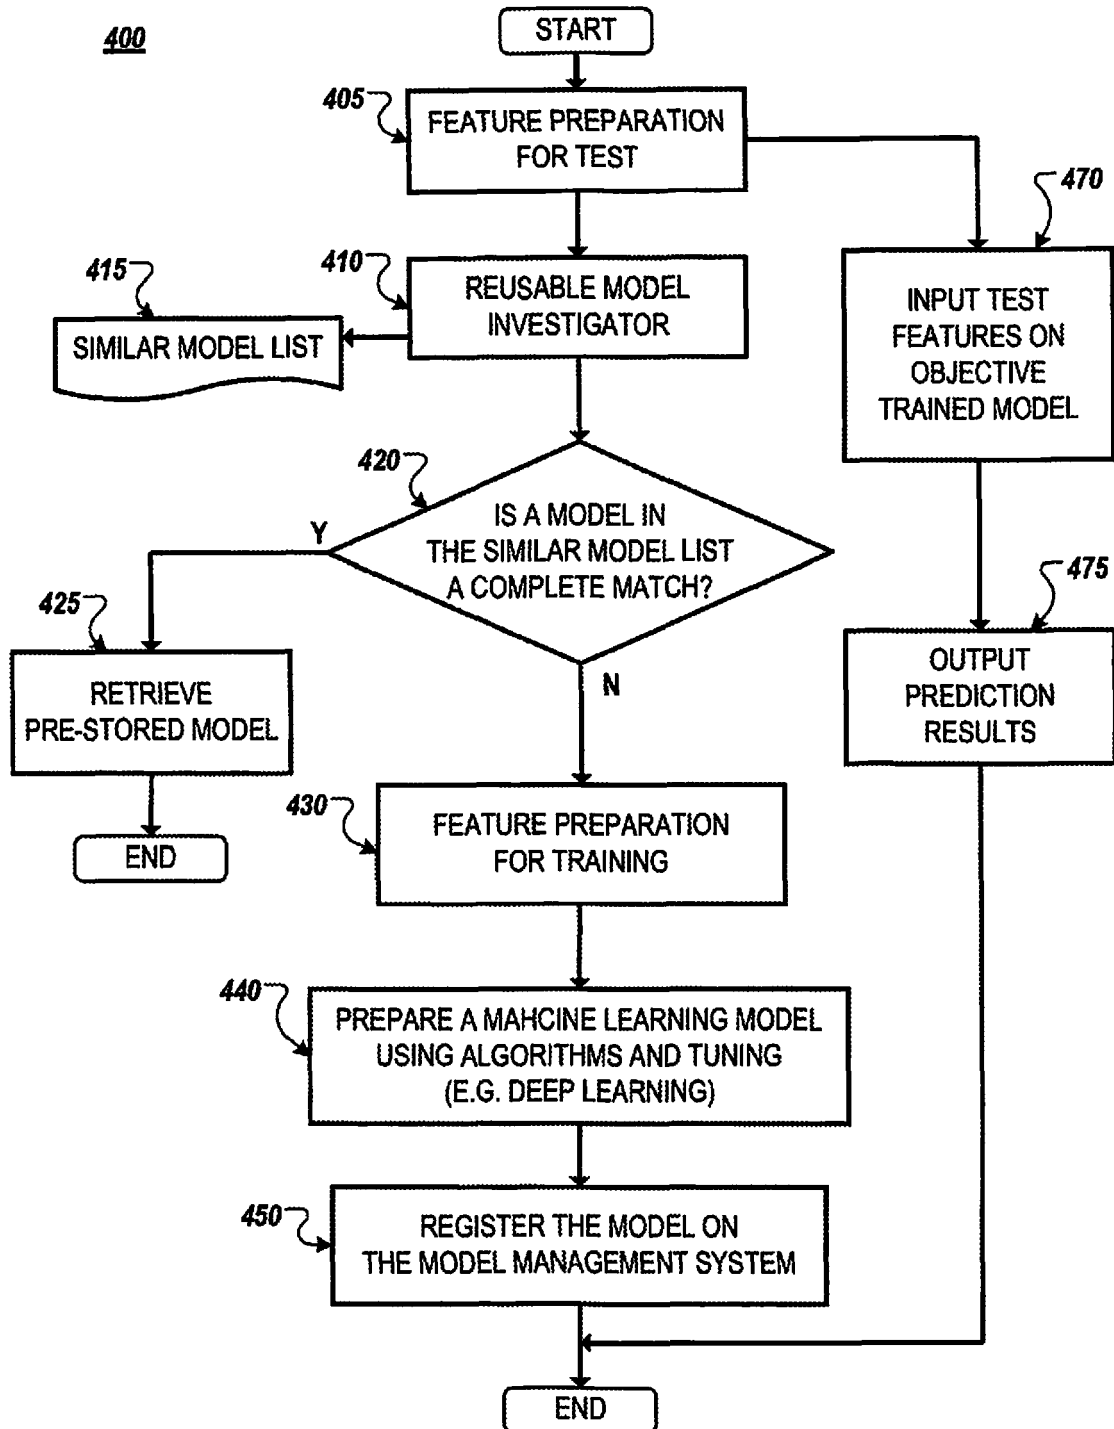 400
START
405
FEATURE PREPARATION
FOR TEST
470
410
REUSABLE MODEL
INVESTIGATOR
415
SIMILAR MODEL LIST
INPUT TEST
FEATURES ON
OBJECTIVE
TRAINED MODEL
420
IS A MODEL IN
THE SIMILAR MODEL LIST
A COMPLETE MATCH?
Y
N
425
RETRIEVE
PRE-STORED MODEL
END
475
OUTPUT
PREDICTION
RESULTS
430
FEATURE PREPARATION
FOR TRAINING
440
PREPARE A MAHCINE LEARNING MODEL
USING ALGORITHMS AND TUNING
(E.G. DEEP LEARNING)
450
REGISTER THE MODEL ON
THE MODEL MANAGEMENT SYSTEM
END